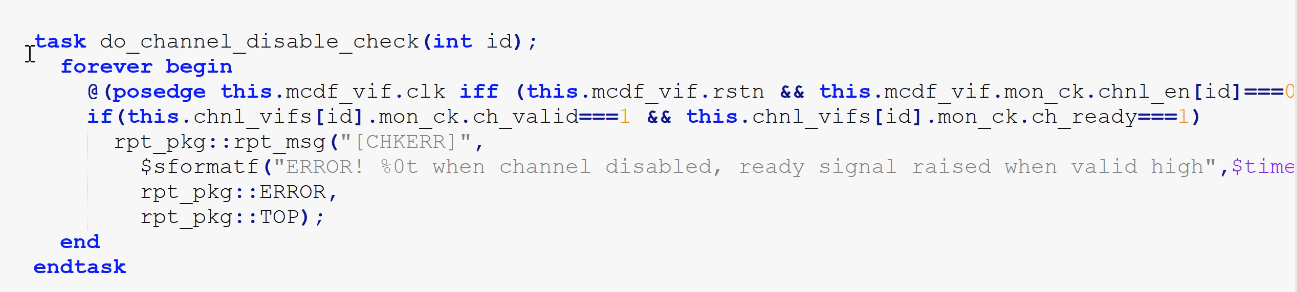 task do_channel_disable_check(int id);
forever begin
@(posedge this.mcdf_vif.clk iff (this.mcdf_vif.rstn && this.mcdf_vif.mon_ck.chnl_en[id]===0
if(this.chnl_vifs[id].mon_ck.ch_valid===1 && this.chnl_vifs[id].mon_ck.ch_ready===1)
rpt_pkg::rpt_msg("[CHKERR]",
$sformatf("ERROR! %0t when channel disabled, ready signal raised when valid high",$time
rpt_pkg::ERROR,
rpt_pkg::TOP);
end
endtask